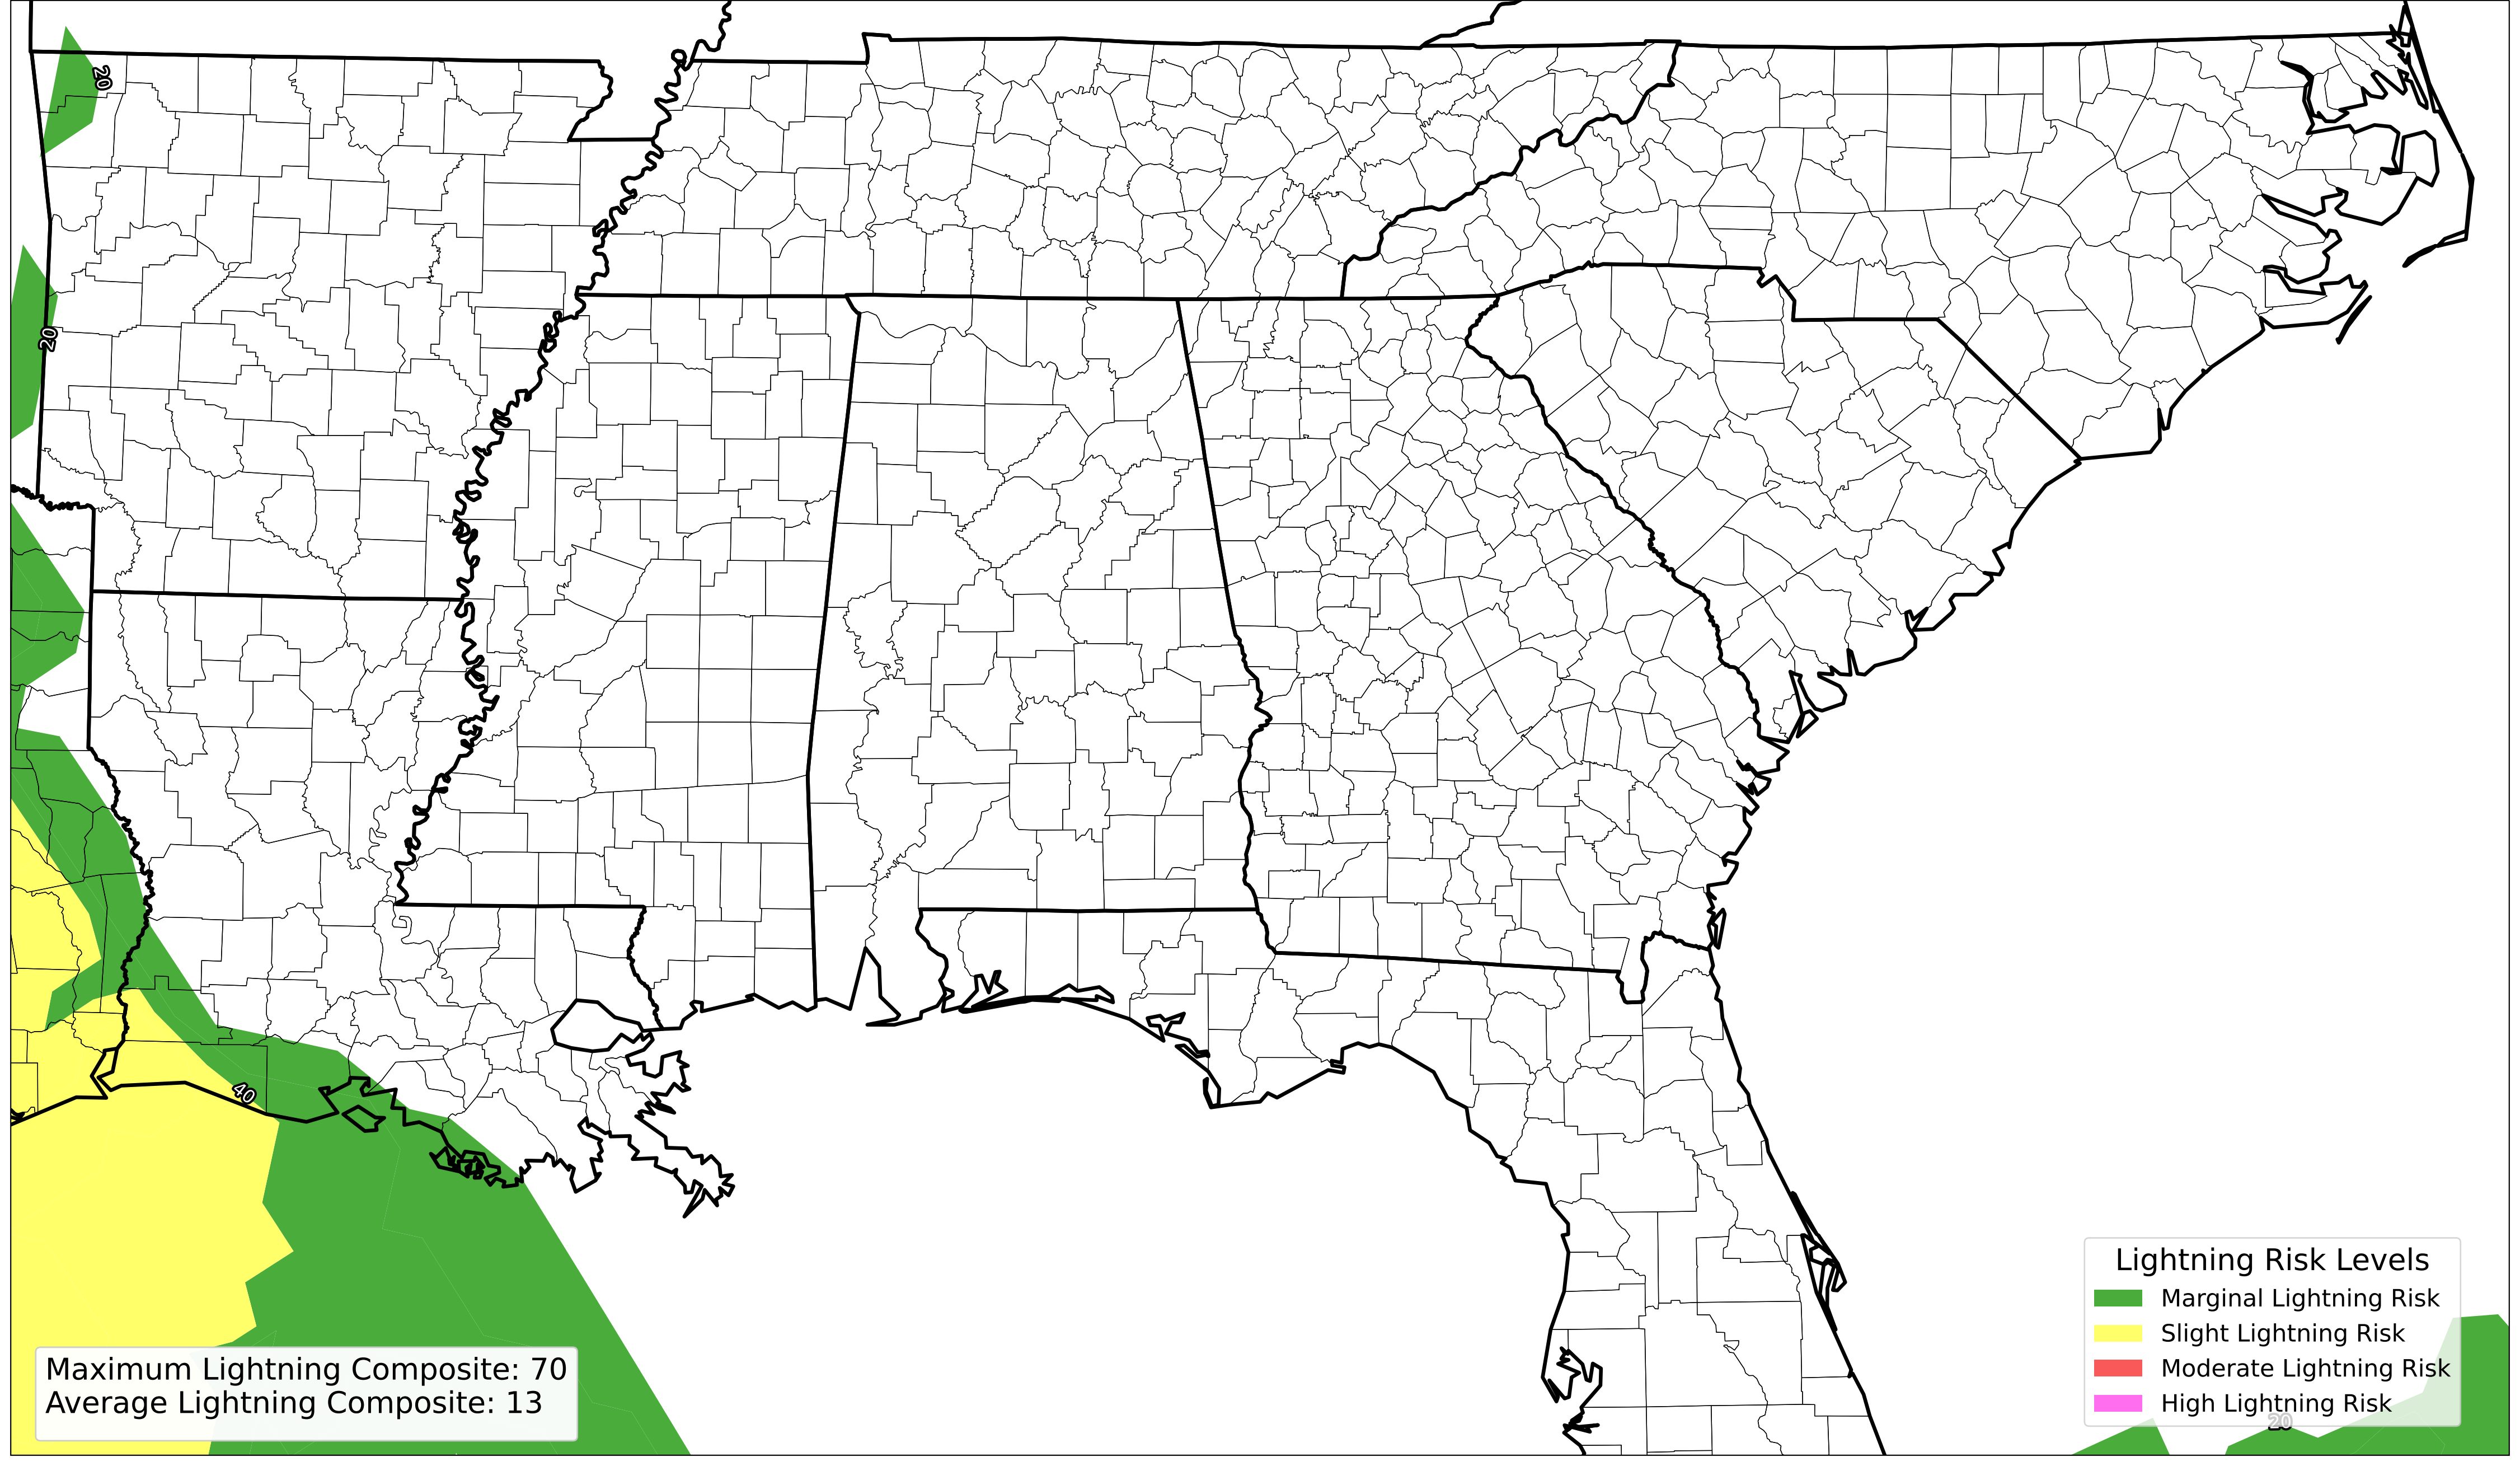 20
20
40
Maximum Lightning Composite: 70
Average Lightning Composite: 13
Lightning Risk Levels
Marginal Lightning Risk
Slight Lightning Risk
Moderate Lightning Risk
High Lightning Risk
20